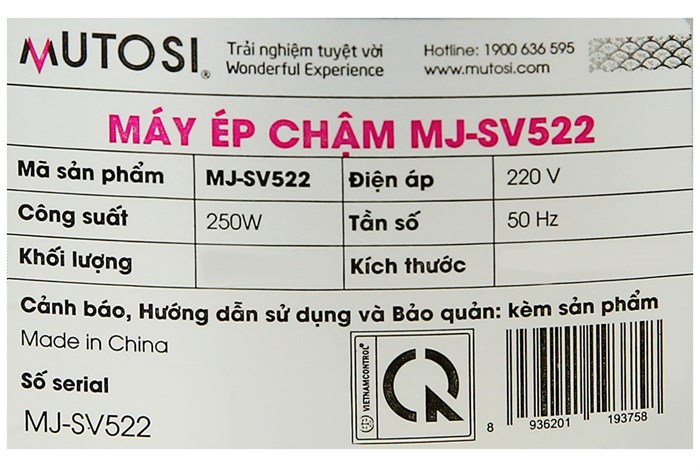 MUTOSI® Trải nghiệm tuyệt vời Hotline: 1900 636 595
Wonderful Experience www.mutosi.com
MÁY ÉP CHẬM MJ-SV522
Mã sản phẩm MJ-SV522 Điện áp 220 V
Công suất 250W Tần số 50 Hz
Khối lượng Kích thước
Cảnh báo, Hướng dẫn sử dụng và Bảo quản: kèm sản phẩm
Made in China
Số serial
MJ-SV522
VIETNAMCONTROL
8 936201 193758